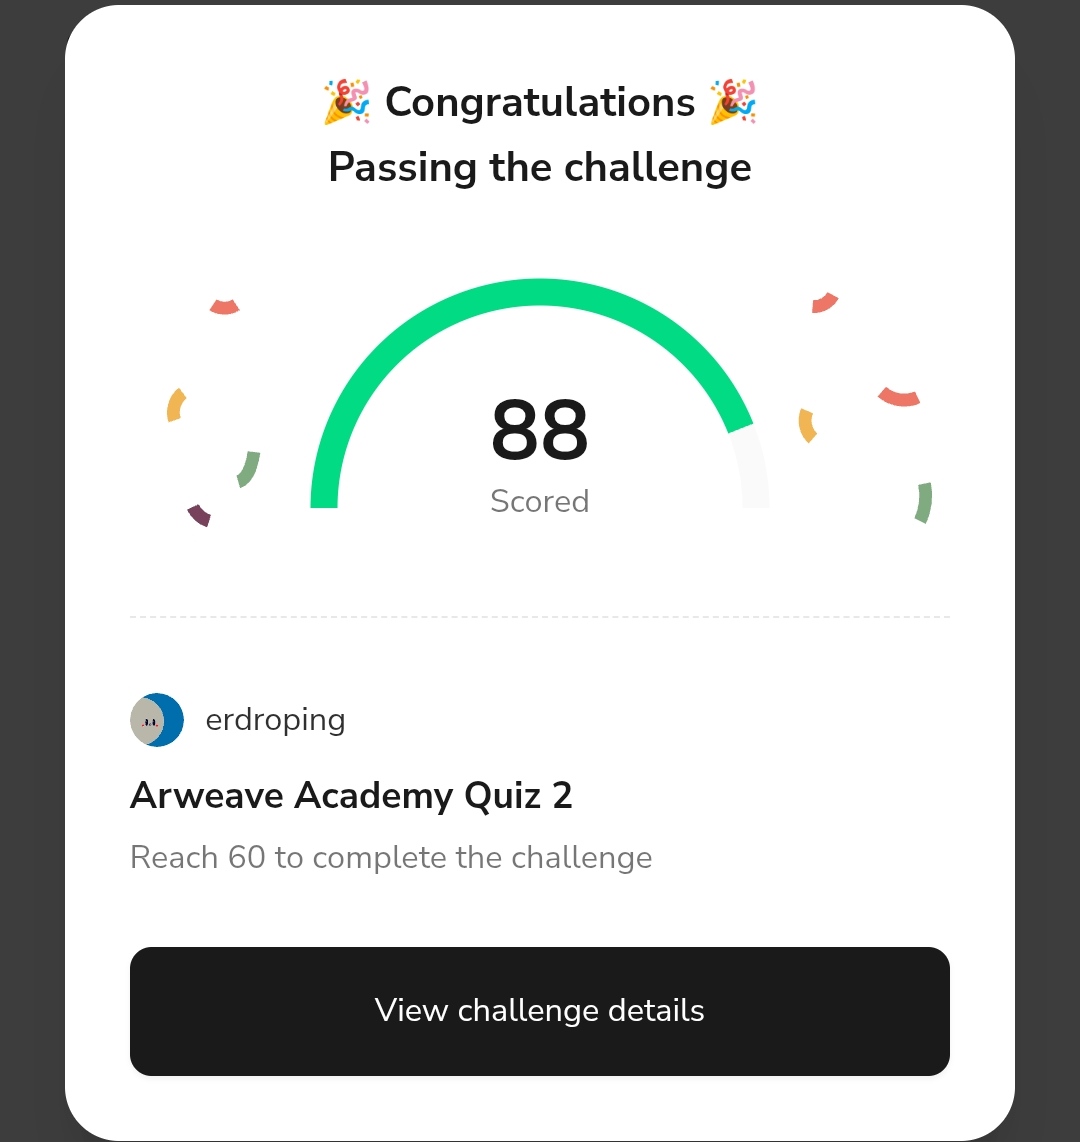 🎉 Congratulations 🎉
Passing the challenge
88
Scored
erdroping
Arweave Academy Quiz 2
Reach 60 to complete the challenge
View challenge details